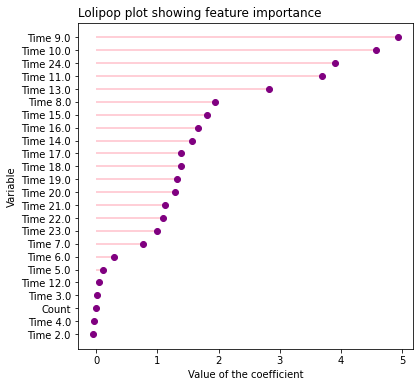 Lolipop plot showing feature importance
Time 9.0
Time 10.0
Time 24.0
Time 11.0
Time 13.0
Time 8.0
Time 15.0
Time 16.0
Time 14.0
Time 17.0
Time 18.0
Time 19.0
Time 20.0
Time 21.0
Time 22.0
Time 23.0
Time 7.0
Time 6.0
Time 5.0
Time 12.0
Time 3.0
Count
Time 4.0
Time 2.0
Variable
0 1 2 3 4 5
Value of the coefficient